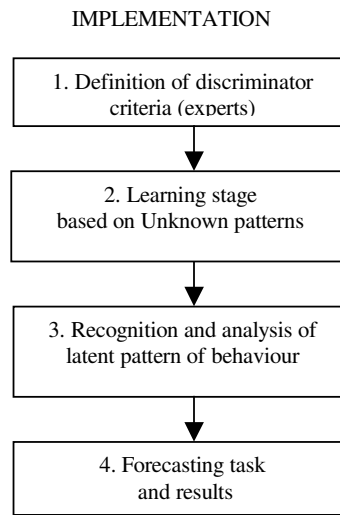 IMPLEMENTATION
1. Definition of discriminator
criteria (experts)
2. Learning stage
based on Unknown patterns
3. Recognition and analysis of
latent pattern of behaviour
4. Forecasting task
and results